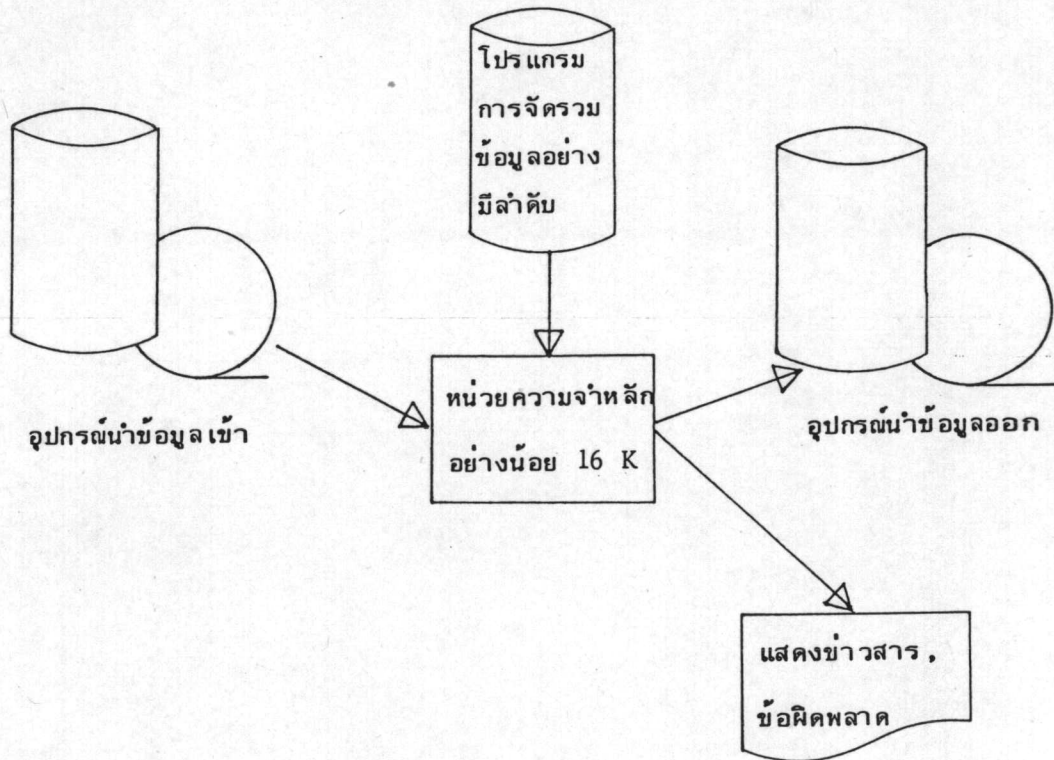 โปรแกรม
การจัดรวม
ข้อมูลอย่าง
มีลำดับ
หน่วยความจำหลัก
อย่างน้อย 16 K
อุปกรณ์นำข้อมูลเข้า
อุปกรณ์นำข้อมูลออก
แสดงข่าวสาร,
ข้อผิดพลาด